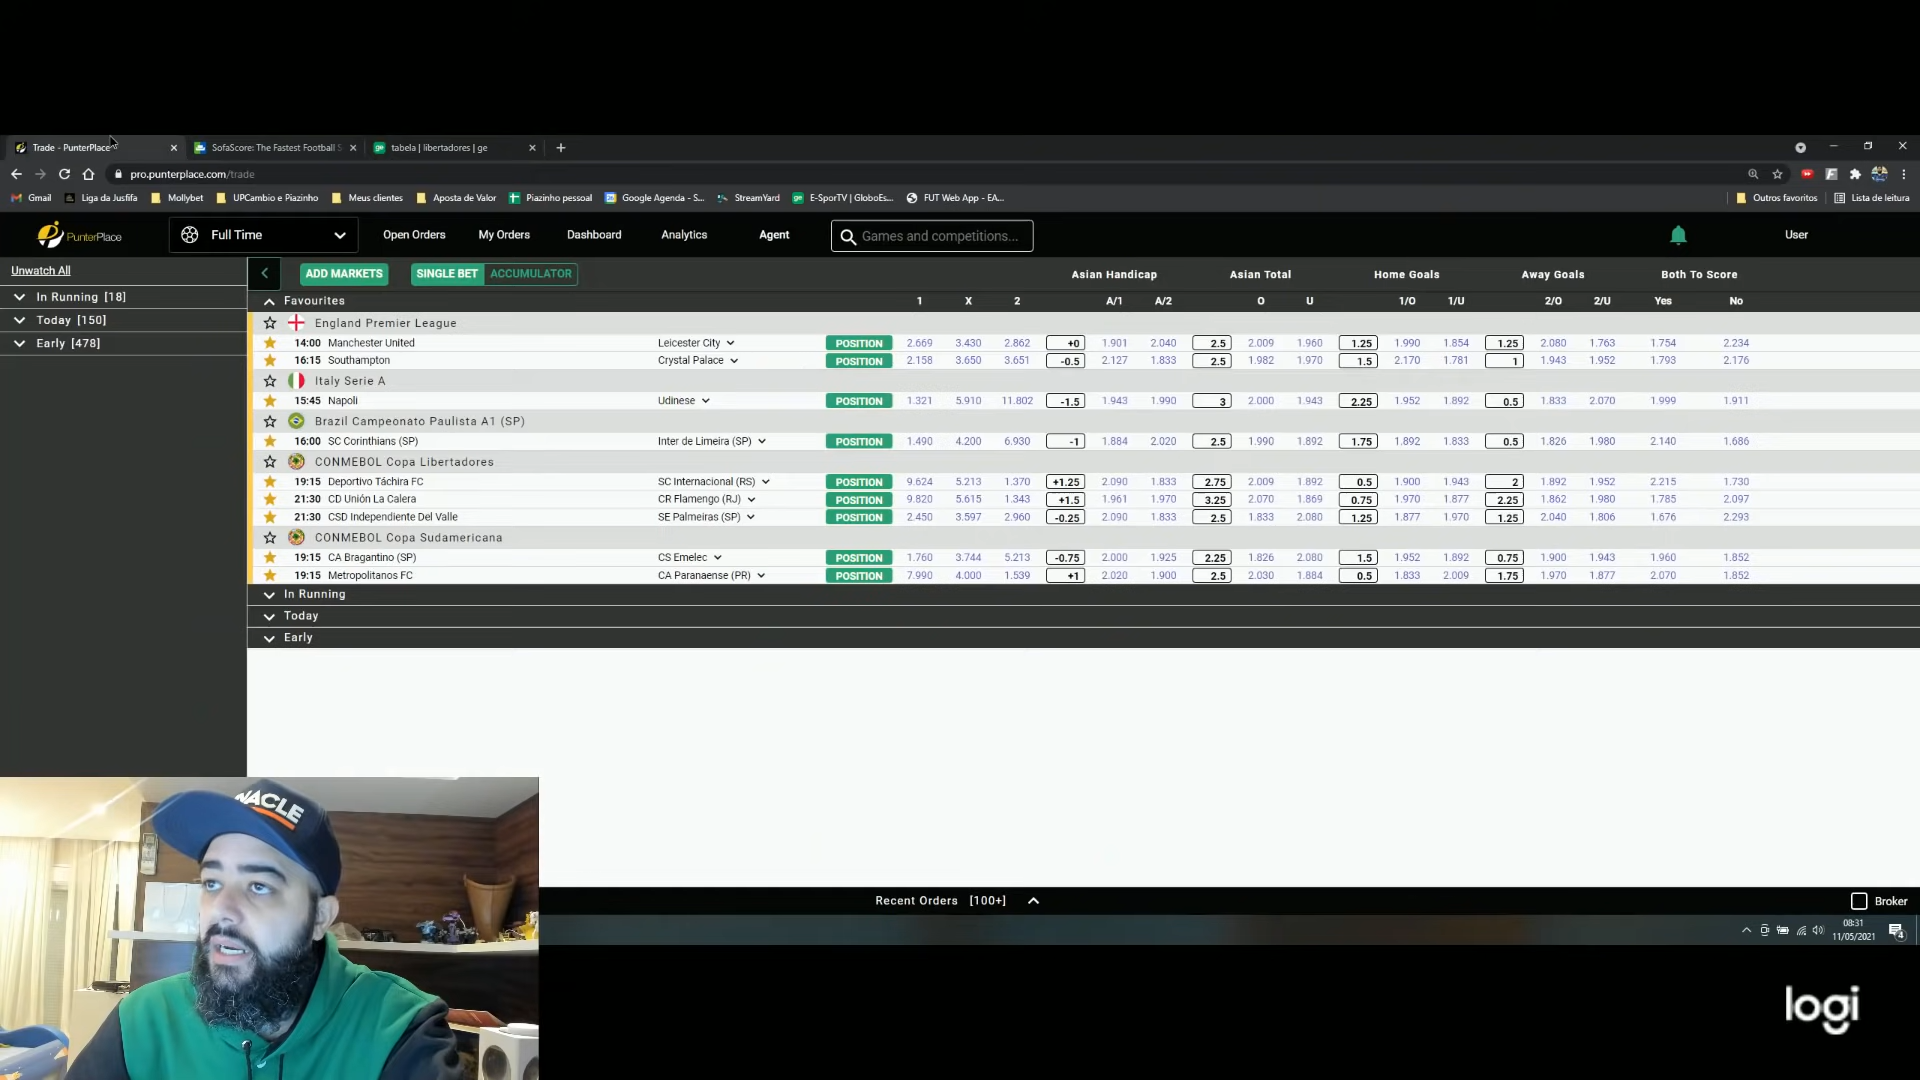 Trade - PunterPlace
SofaScore: The Fastest Football S
tabela | libertadores | ge
pro.punterplace.com/trade
Gmail Liga da Jusfifa Mollybet UPCambio e Piazinho Meus clientes Aposta de Valor Piazinho pessoal Google Agenda - S... StreamYard E-SporTV | GloboEs... FUT Web App - EA... Outros favoritos Lista de leitura
PunterPlace Full Time Open Orders My Orders Dashboard Analytics Agent Games and competitions... User
Unwatch All
In Running [18]
Today [150]
Early [478]
ADD MARKETS SINGLE BET ACCUMULATOR Asian Handicap Asian Total Home Goals Away Goals Both To Score
Favourites 1 X 2 A/1 A/2 O U 1/O 1/U 2/O 2/U Yes No
England Premier League
14:00 Manchester United Leicester City POSITION 2.669 3.430 2.862 +0 1.901 2.040 2.5 2.009 1.960 1.25 1.990 1.854 1.25 2.080 1.763 1.754 2.234
16:15 Southampton Crystal Palace POSITION 2.158 3.650 3.651 -0.5 2.127 1.833 2.5 1.982 1.970 1.5 2.170 1.781 1 1.943 1.952 1.793 2.176
Italy Serie A
15:45 Napoli Udinese POSITION 1.321 5.910 11.802 -1.5 1.943 1.990 3 2.000 1.943 2.25 1.952 1.892 0.5 1.833 2.070 1.999 1.911
Brazil Campeonato Paulista A1 (SP)
16:00 SC Corinthians (SP) Inter de Limeira (SP) POSITION 1.490 4.200 6.930 -1 1.884 2.020 2.5 1.990 1.892 1.75 1.892 1.833 0.5 1.826 1.980 2.140 1.686
CONMEBOL Copa Libertadores
19:15 Deportivo Táchira FC SC Internacional (RS) POSITION 9.624 5.213 1.370 +1.25 2.090 1.833 2.75 2.009 1.892 0.5 1.900 1.943 2 1.892 1.952 2.215 1.730
21:30 CD Unión La Calera CR Flamengo (RJ) POSITION 9.820 5.615 1.343 +1.5 1.961 1.970 3.25 2.070 1.869 0.75 1.970 1.877 2.25 1.862 1.980 1.785 2.097
21:30 CSD Independiente Del Valle SE Palmeiras (SP) POSITION 2.450 3.597 2.960 -0.25 2.090 1.833 2.5 1.833 2.080 1.25 1.877 1.970 1.25 2.040 1.806 1.676 2.293
CONMEBOL Copa Sudamericana
19:15 CA Bragantino (SP) CS Emelec POSITION 1.760 3.744 5.213 -0.75 2.000 1.925 2.25 1.826 2.080 1.5 1.952 1.892 0.75 1.900 1.943 1.960 1.852
19:15 Metropolitanos FC CA Paranaense (PR) POSITION 7.990 4.000 1.539 +1 2.020 1.900 2.5 2.030 1.884 0.5 1.833 2.009 1.75 1.970 1.877 2.070 1.852
In Running
Today
Early
NACLE
Recent Orders [100+] Broker
08:31
11/05/2021
4
logi